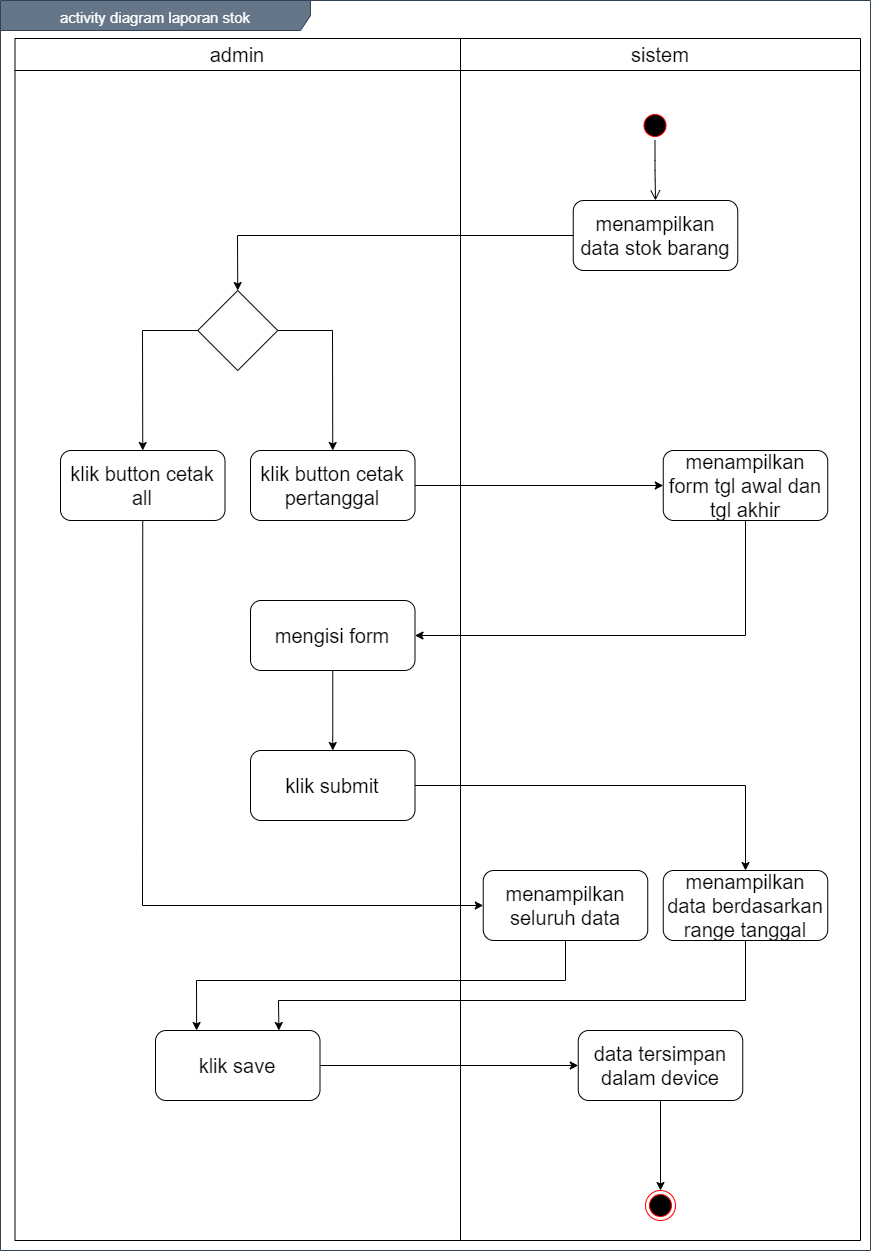 activity diagram laporan stok
admin
sistem
menampilkan
data stok barang
klik button cetak
all
klik button cetak
pertanggal
menampilkan
form tgl awal dan
tgl akhir
mengisi form
klik submit
menampilkan
seluruh data
menampilkan
data berdasarkan
range tanggal
klik save
data tersimpan
dalam device